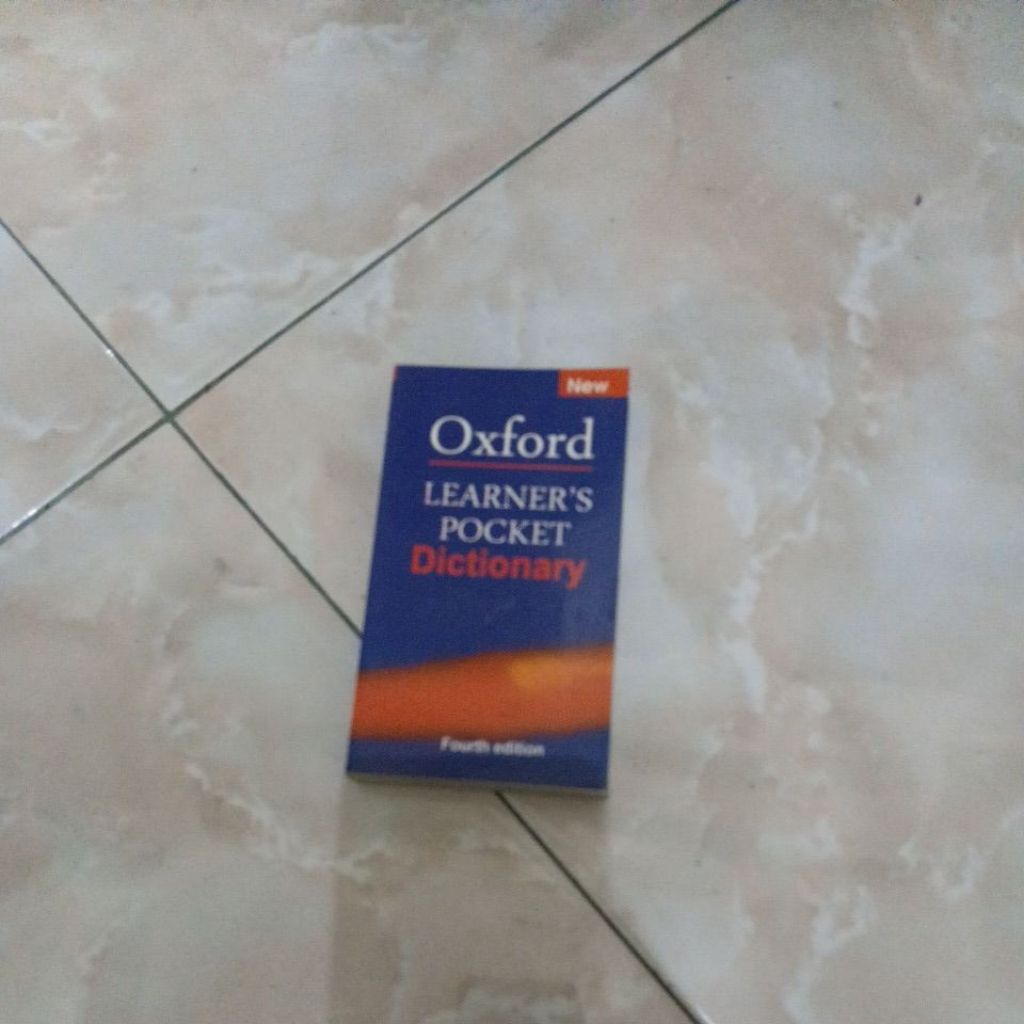 New
Oxford
LEARNER'S
POCKET
Dictionary
Fourth edition